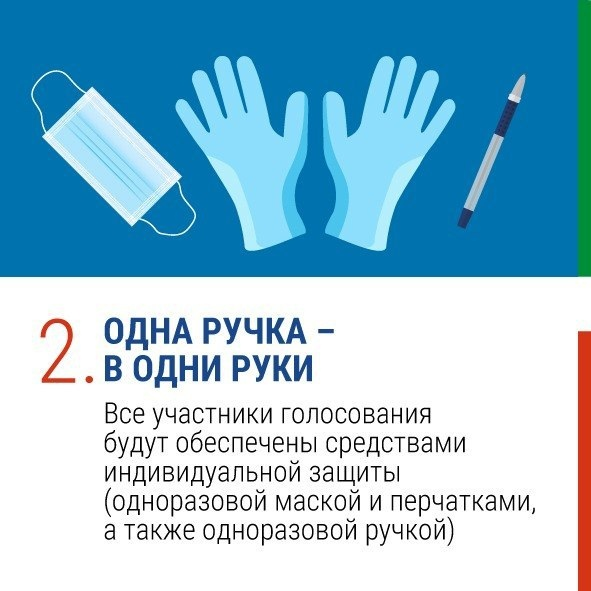 2. ОДНА РУЧКА –
В ОДНИ РУКИ
Все участники голосования
будут обеспечены средствами
индивидуальной защиты
(одноразовой маской и перчатками,
а также одноразовой ручкой)